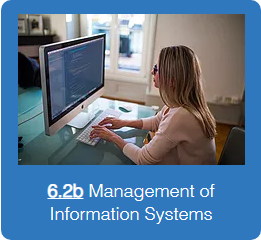 6.2b Management of
Information Systems